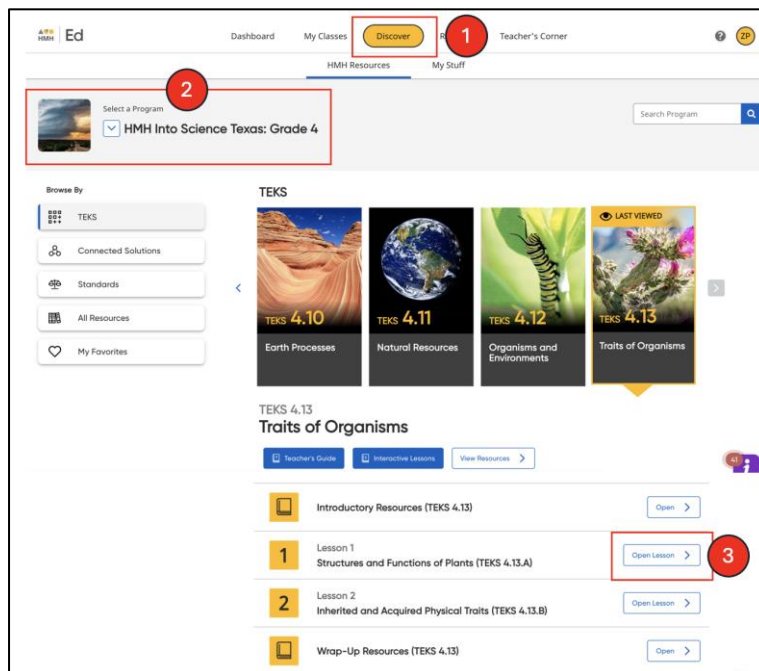 HMH Ed
Dashboard My Classes Discover R 1 Teacher's Corner ? ZP
HMH Resources My Stuff
2
Select a Program
HMH Into Science Texas: Grade 4
Search Program
Browse By
TEKS
Connected Solutions
Standards
All Resources
My Favorites
TEKS
LAST VIEWED
TEKS 4.10
Earth Processes
TEKS 4.11
Natural Resources
TEKS 4.12
Organisms and
Environments
TEKS 4.13
Traits of Organisms
TEKS 4.13
Traits of Organisms
Teacher's Guide Interactive Lessons View Resources
41
Introductory Resources (TEKS 4.13) Open
1 Lesson 1
Structures and Functions of Plants (TEKS 4.13.A) Open Lesson 3
2 Lesson 2
Inherited and Acquired Physical Traits (TEKS 4.13.B) Open Lesson
Wrap-Up Resources (TEKS 4.13) Open